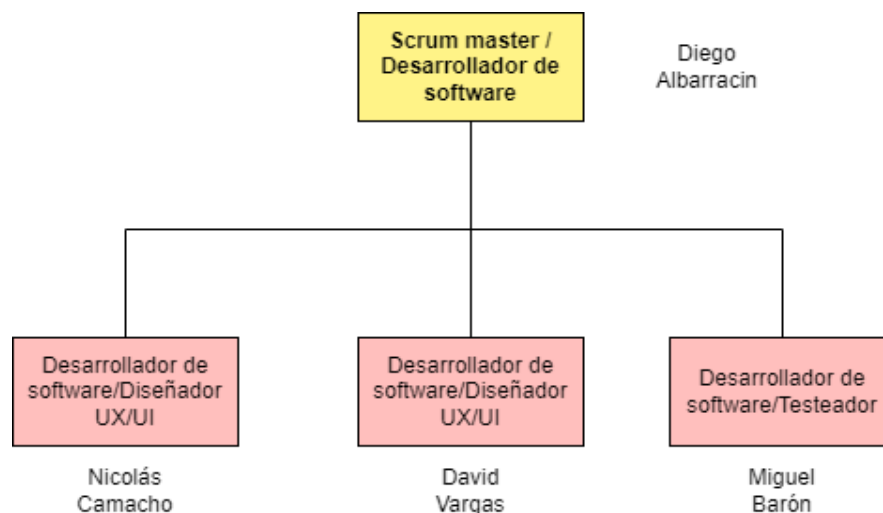 Scrum master /
Desarrollador de
software
Diego
Albarracin
Desarrollador de
software/Diseñador
UX/UI
Desarrollador de
software/Diseñador
UX/UI
Desarrollador de
software/Testeador
Nicolás
Camacho
David
Vargas
Miguel
Barón